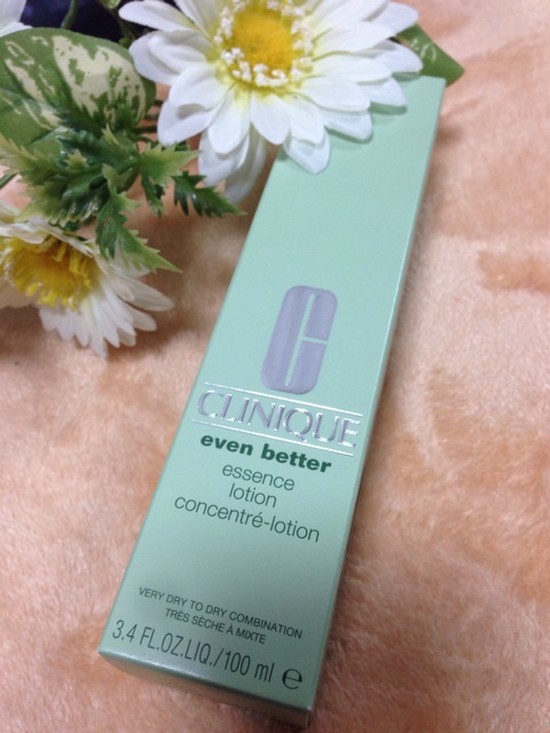 C
CLINIQUE
even better
essence
lotion
concentré-lotion
VERY DRY TO DRY COMBINATION
TRÈS SÈCHE À MIXTE
3.4 FL.OZ.LIQ./100 ml ℮